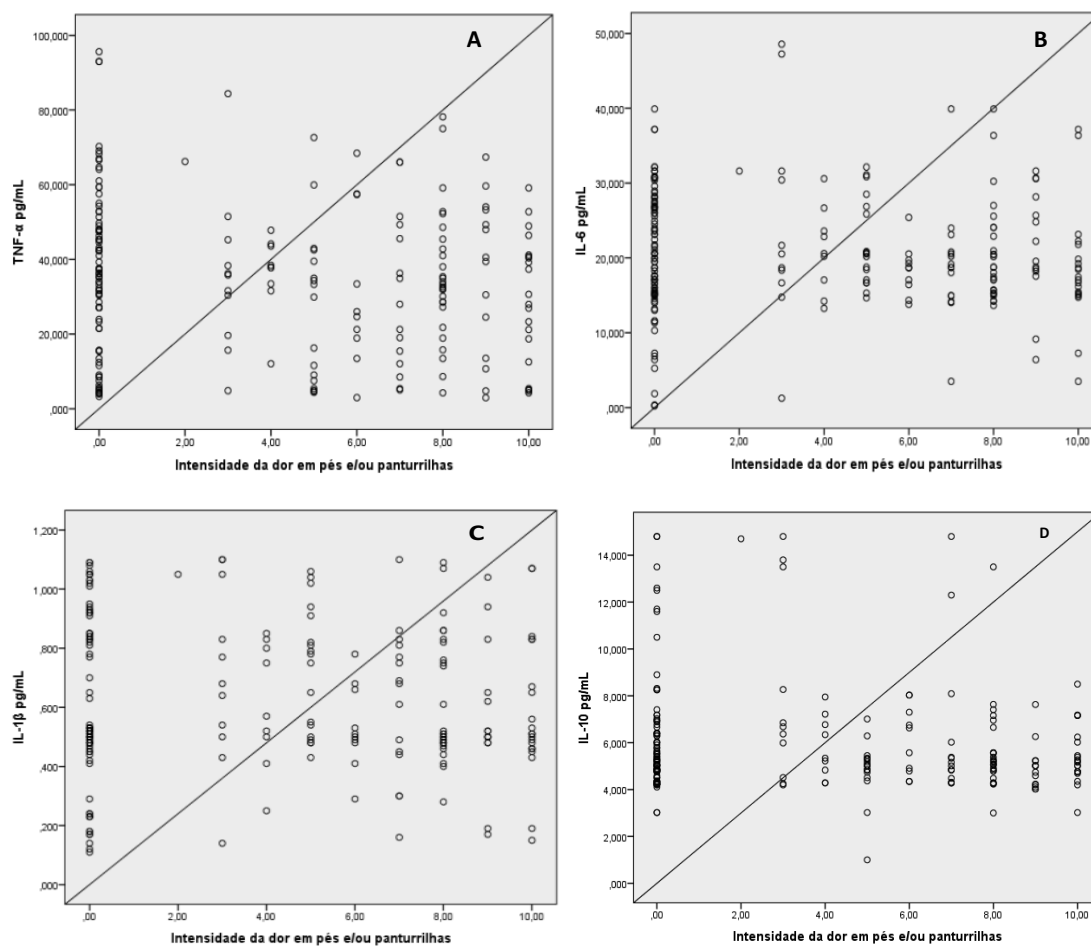 A
100,000
80,000
60,000
40,000
20,000
,000
TNF-α pg/mL
,00 2,00 4,00 6,00 8,00 10,00
Intensidade da dor em pés e/ou panturrilhas
B
50,000
40,000
30,000
20,000
10,000
,000
IL-6 pg/mL
,00 2,00 4,00 6,00 8,00 10,00
Intensidade da dor em pés e/ou panturrilhas
C
1,200
1,000
,800
,600
,400
,200
,000
IL-1β pg/mL
,00 2,00 4,00 6,00 8,00 10,00
Intensidade da dor em pés e/ou panturrilhas
D
14,000
12,000
10,000
8,000
6,000
4,000
2,000
,000
IL-10 pg/mL
,00 2,00 4,00 6,00 8,00 10,00
Intensidade da dor em pés e/ou panturrilhas